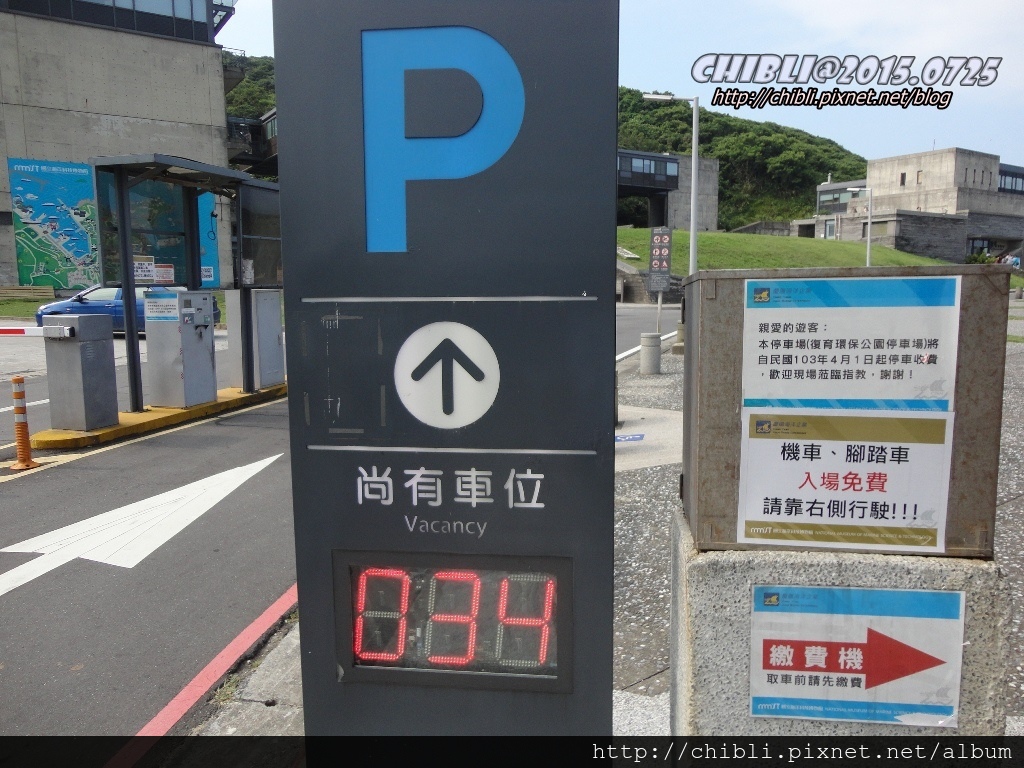 P
尚有車位
Vacancy
034
CHIBLI@2015.0725
http://chibli.pixnet.net/blog
親愛的遊客：
本停車場(復育環保公園停車場)將
自民國103年4月1日起停車收費
，歡迎現場蒞臨指教，謝謝！
機車、腳踏車
入場免費
請靠右側行駛!!!
繳費機
取車前請先繳費
http://chibli.pixnet.net/album